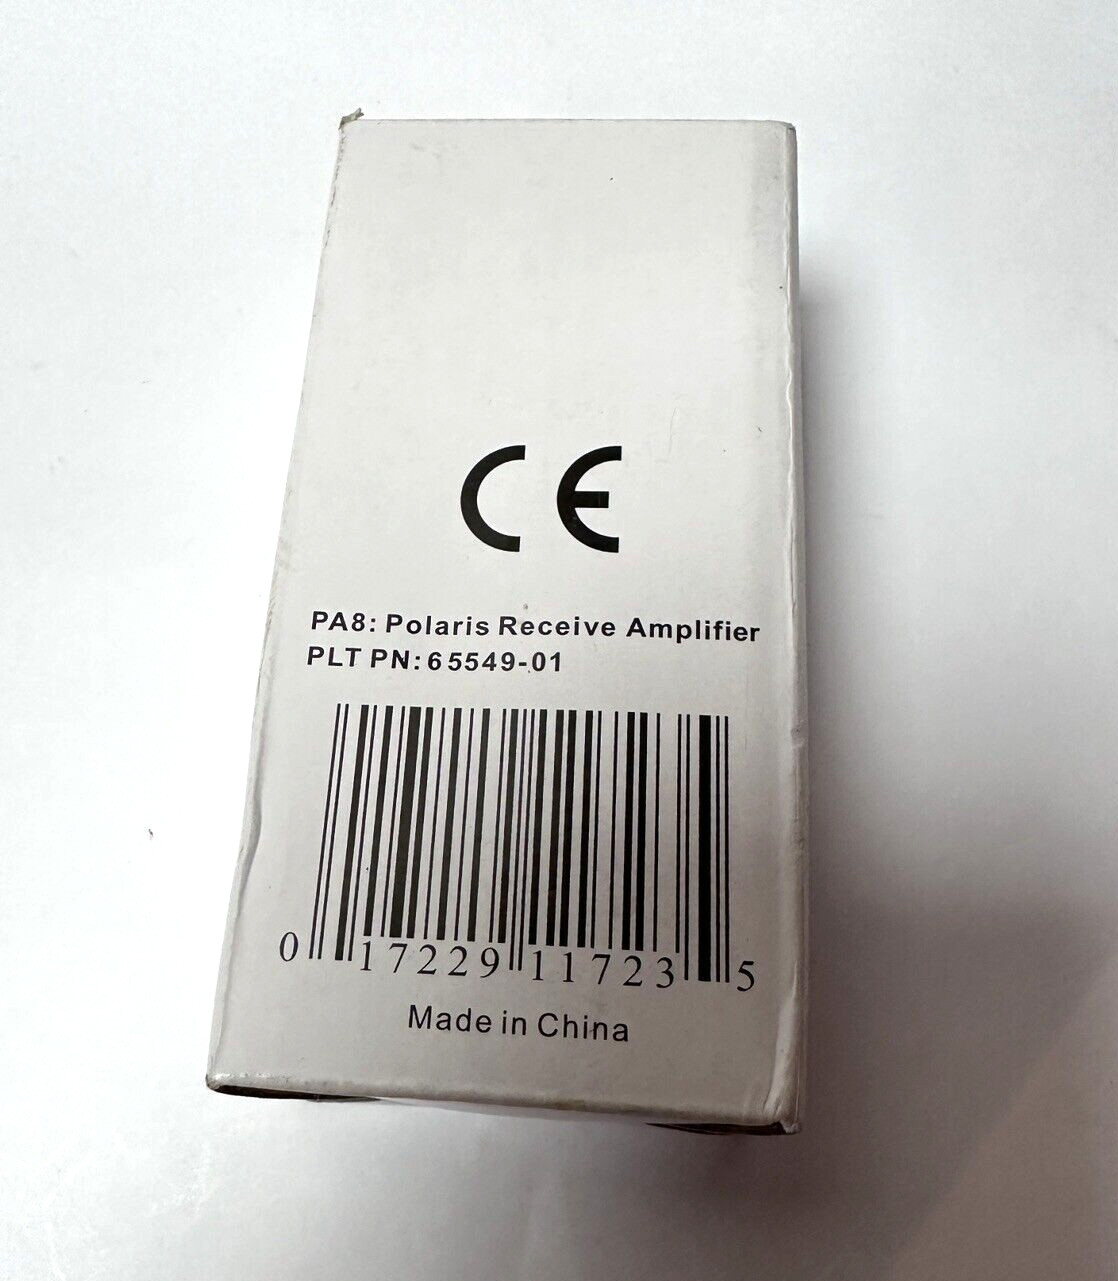 CE
PA8: Polaris Receive Amplifier
PLT PN: 65549-01
0 17229 11723 5
Made in China